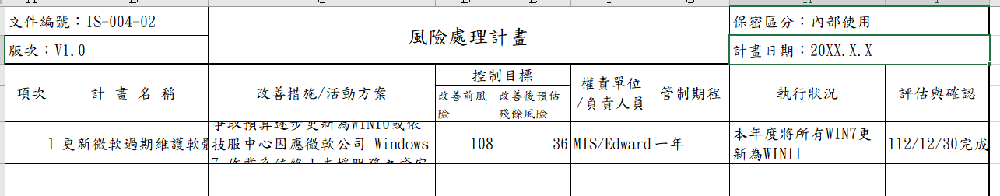 文件編號：IS-004-02
風險處理計畫
保密區分：內部使用
版次：V1.0
計畫日期：20XX.X.X
項次
計 畫 名 稱
改善措施/活動方案
控制目標
改善前風
險
改善後預估
殘餘風險
權責單位
/負責人員
管制期程
執行狀況
評估與確認
1
更新微軟過期維護軟體
爭取預算逐步更新為WIN10或依
技服中心因應微軟公司 Windows
7 作業系統終止支援服務之資安
108
36
MIS/Edward
一年
本年度將所有WIN7更
新為WIN11
112/12/30完成